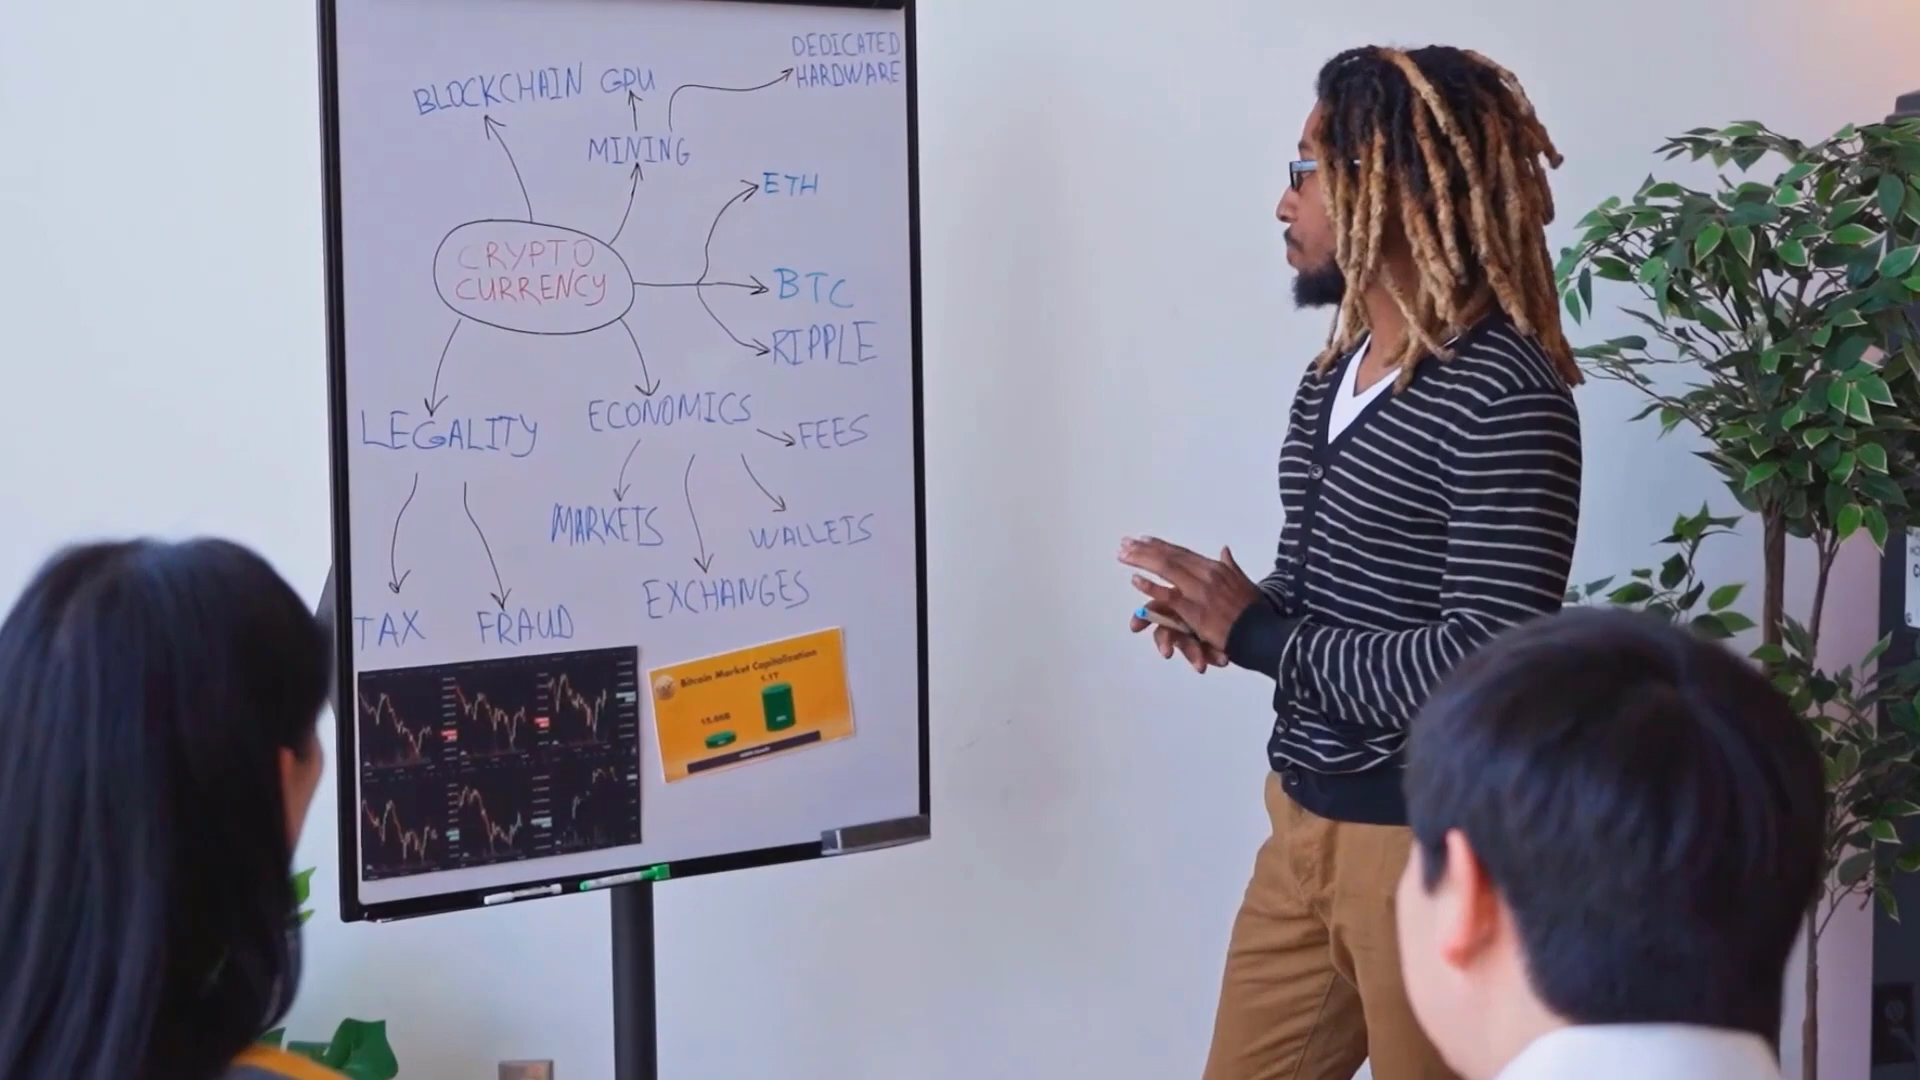 DEDICATED
HARDWARE
BLOCKCHAIN
GPU
MINING
ETH
CRYPTO
CURRENCY
BTC
RIPPLE
LEGALITY
ECONOMICS
FEES
MARKETS
WALLETS
EXCHANGES
TAX
FRAUD
Bitcoin Market Capitalization
1.1T
15.60B